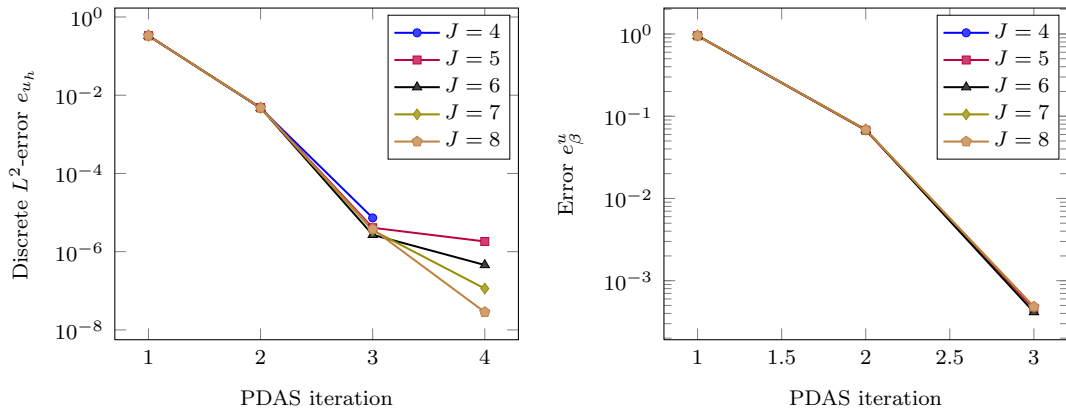 10^0
10^{-2}
10^{-4}
10^{-6}
10^{-8}
1
2
3
4
PDAS iteration
Discrete L^2-error e_{u_h}
J = 4
J = 5
J = 6
J = 7
J = 8
10^0
10^{-1}
10^{-2}
10^{-3}
1
1.5
2
2.5
3
PDAS iteration
Error e^u_β
J = 4
J = 5
J = 6
J = 7
J = 8